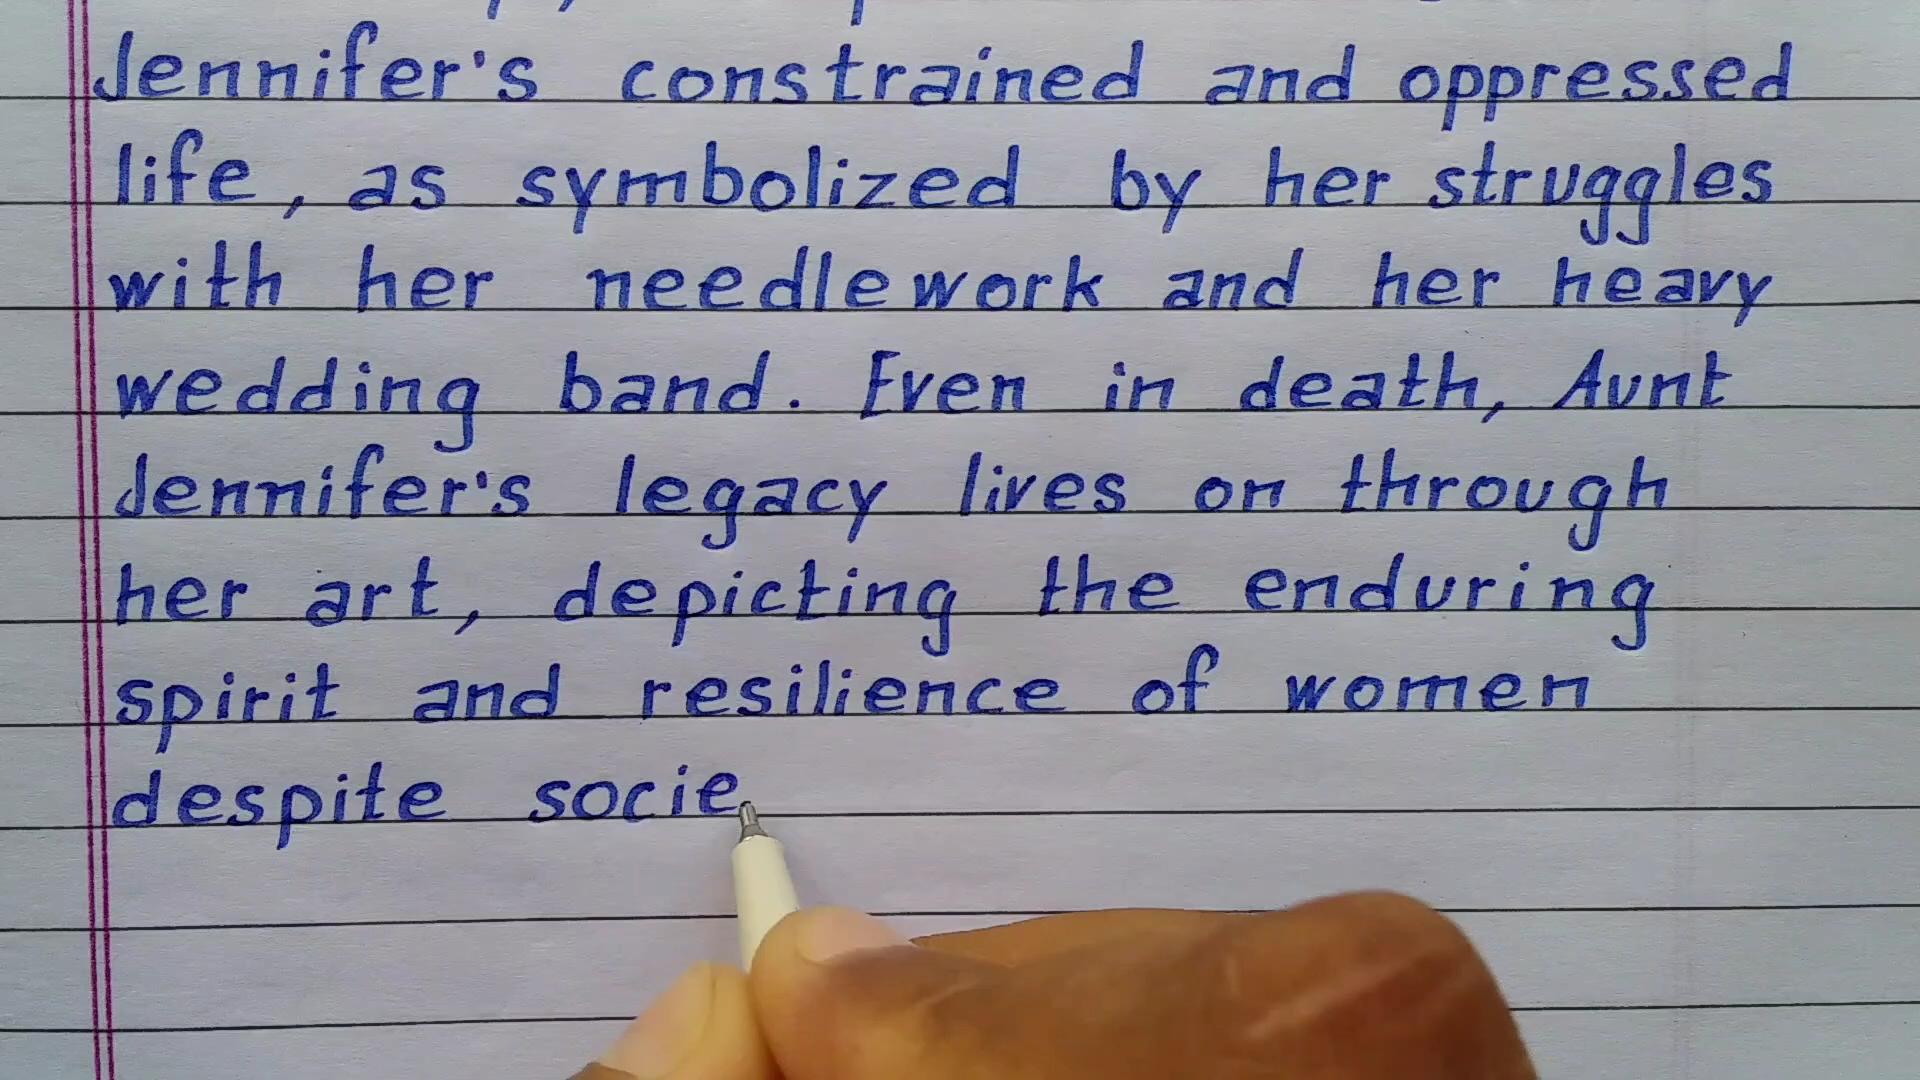 Jennifer's constrained and oppressed
life, as symbolized by her struggles
with her needlework and her heavy
wedding band. Even in death, Aunt
Jennifer's legacy lives on through
her art, depicting the enduring
spirit and resilience of women
despite socie